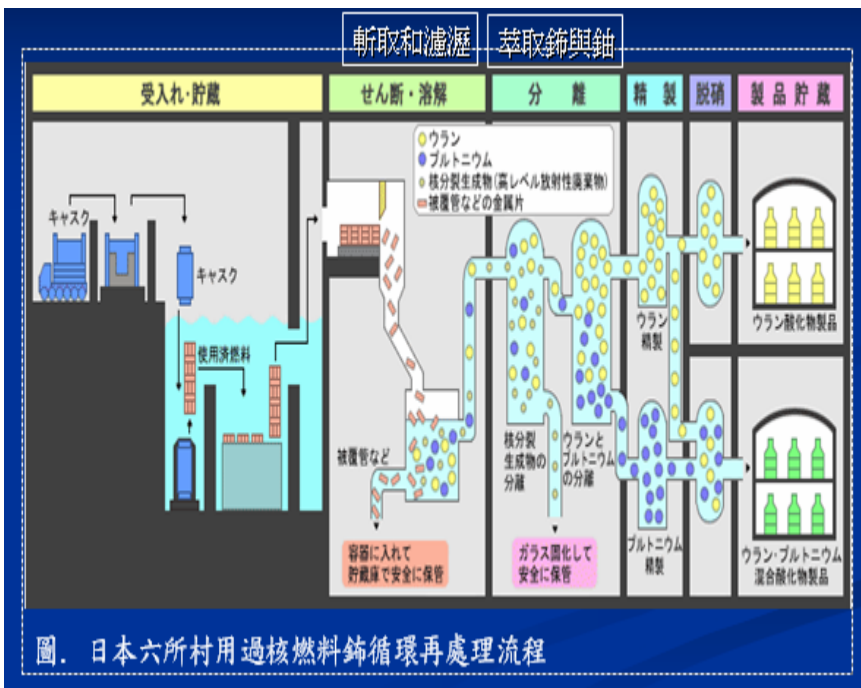 斬取和濾瀝
萃取鈽與鈾
受入れ・貯蔵
せん断・溶解
分離
精製
脱硝
製品貯蔵
ウラン
プルトニウム
核分裂生成物(高レベル放射性廃棄物)
被覆管などの金属片
キャスク
キャスク
使用済燃料
被覆管など
容器に入れて
貯蔵庫で安全に保管
核分裂
生成物の
分離
ウランと
プルトニウム
の分離
ガラス固化して
安全に保管
ウラン
精製
プルトニウム
精製
ウラン酸化物製品
ウラン・プルトニウム
混合酸化物製品
圖. 日本六所村用過核燃料鈽循環再處理流程